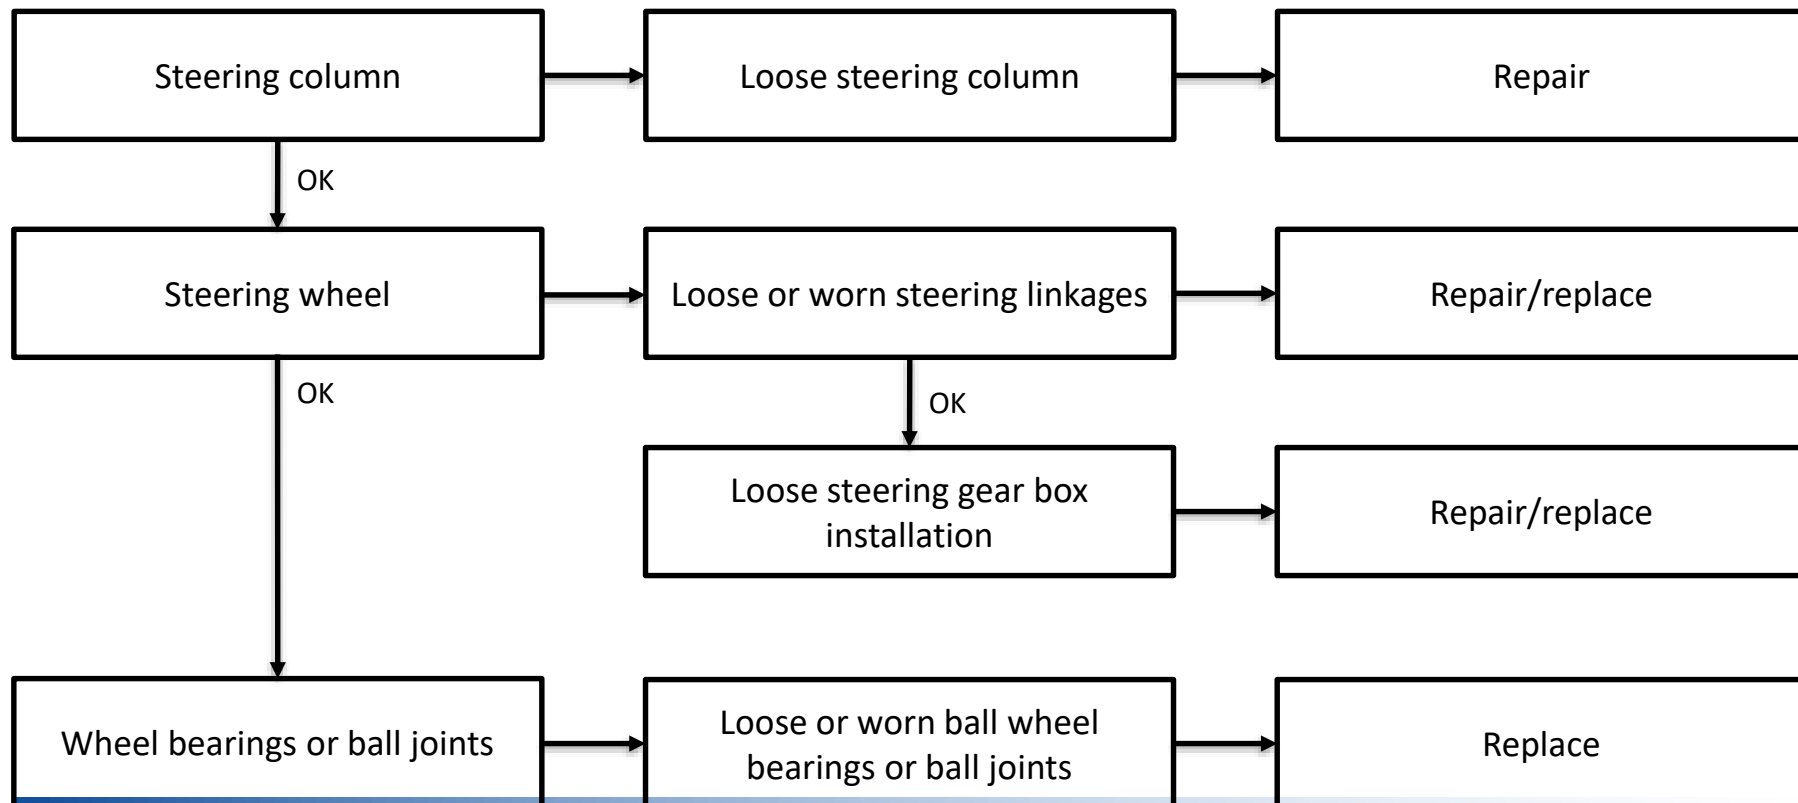 Steering column
Loose steering column
Repair
OK
Steering wheel
Loose or worn steering linkages
Repair/replace
OK
OK
Loose steering gear box
installation
Repair/replace
Wheel bearings or ball joints
Loose or worn ball wheel
bearings or ball joints
Replace